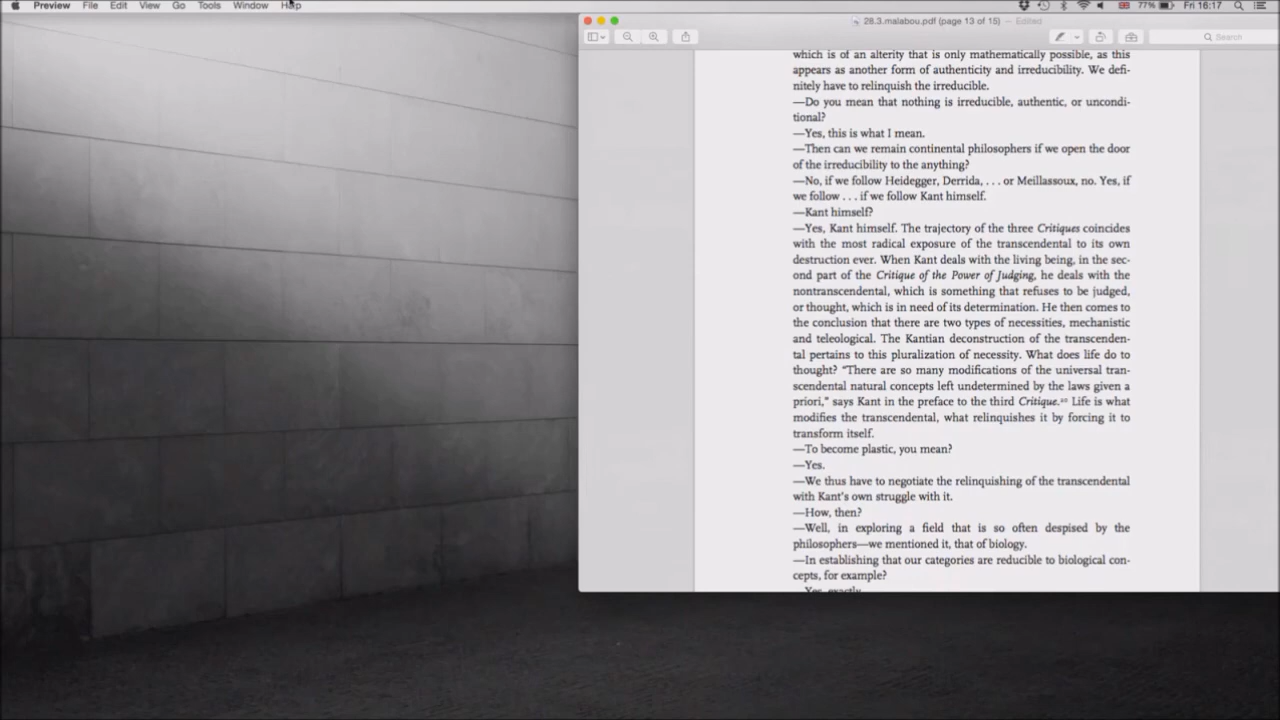 Preview File Edit View Go Tools Window Help 77% Fri 16:17
28.3.malabou.pdf (page 13 of 15) — Edited
Search
which is of an alterity that is only mathematically possible, as this
appears as another form of authenticity and irreducibility. We defi-
nitely have to relinquish the irreducible.
—Do you mean that nothing is irreducible, authentic, or uncondi-
tional?
—Yes, this is what I mean.
—Then can we remain continental philosophers if we open the door
of the irreducibility to the anything?
—No, if we follow Heidegger, Derrida, . . . or Meillassoux, no. Yes, if
we follow . . . if we follow Kant himself.
—Kant himself?
—Yes, Kant himself. The trajectory of the three Critiques coincides
with the most radical exposure of the transcendental to its own
destruction ever. When Kant deals with the living being, in the sec-
ond part of the Critique of the Power of Judging, he deals with the
nontranscendental, which is something that refuses to be judged,
or thought, which is in need of its determination. He then comes to
the conclusion that there are two types of necessities, mechanistic
and teleological. The Kantian deconstruction of the transcenden-
tal pertains to this pluralization of necessity. What does life do to
thought? “There are so many modifications of the universal tran-
scendental natural concepts left undetermined by the laws given a
priori,” says Kant in the preface to the third Critique. Life is what
modifies the transcendental, what relinquishes it by forcing it to
transform itself.
—To become plastic, you mean?
—Yes.
—We thus have to negotiate the relinquishing of the transcendental
with Kant’s own struggle with it.
—How, then?
—Well, in exploring a field that is so often despised by the
philosophers—we mentioned it, that of biology.
—In establishing that our categories are reducible to biological con-
cepts, for example?
—Yes, exactly.